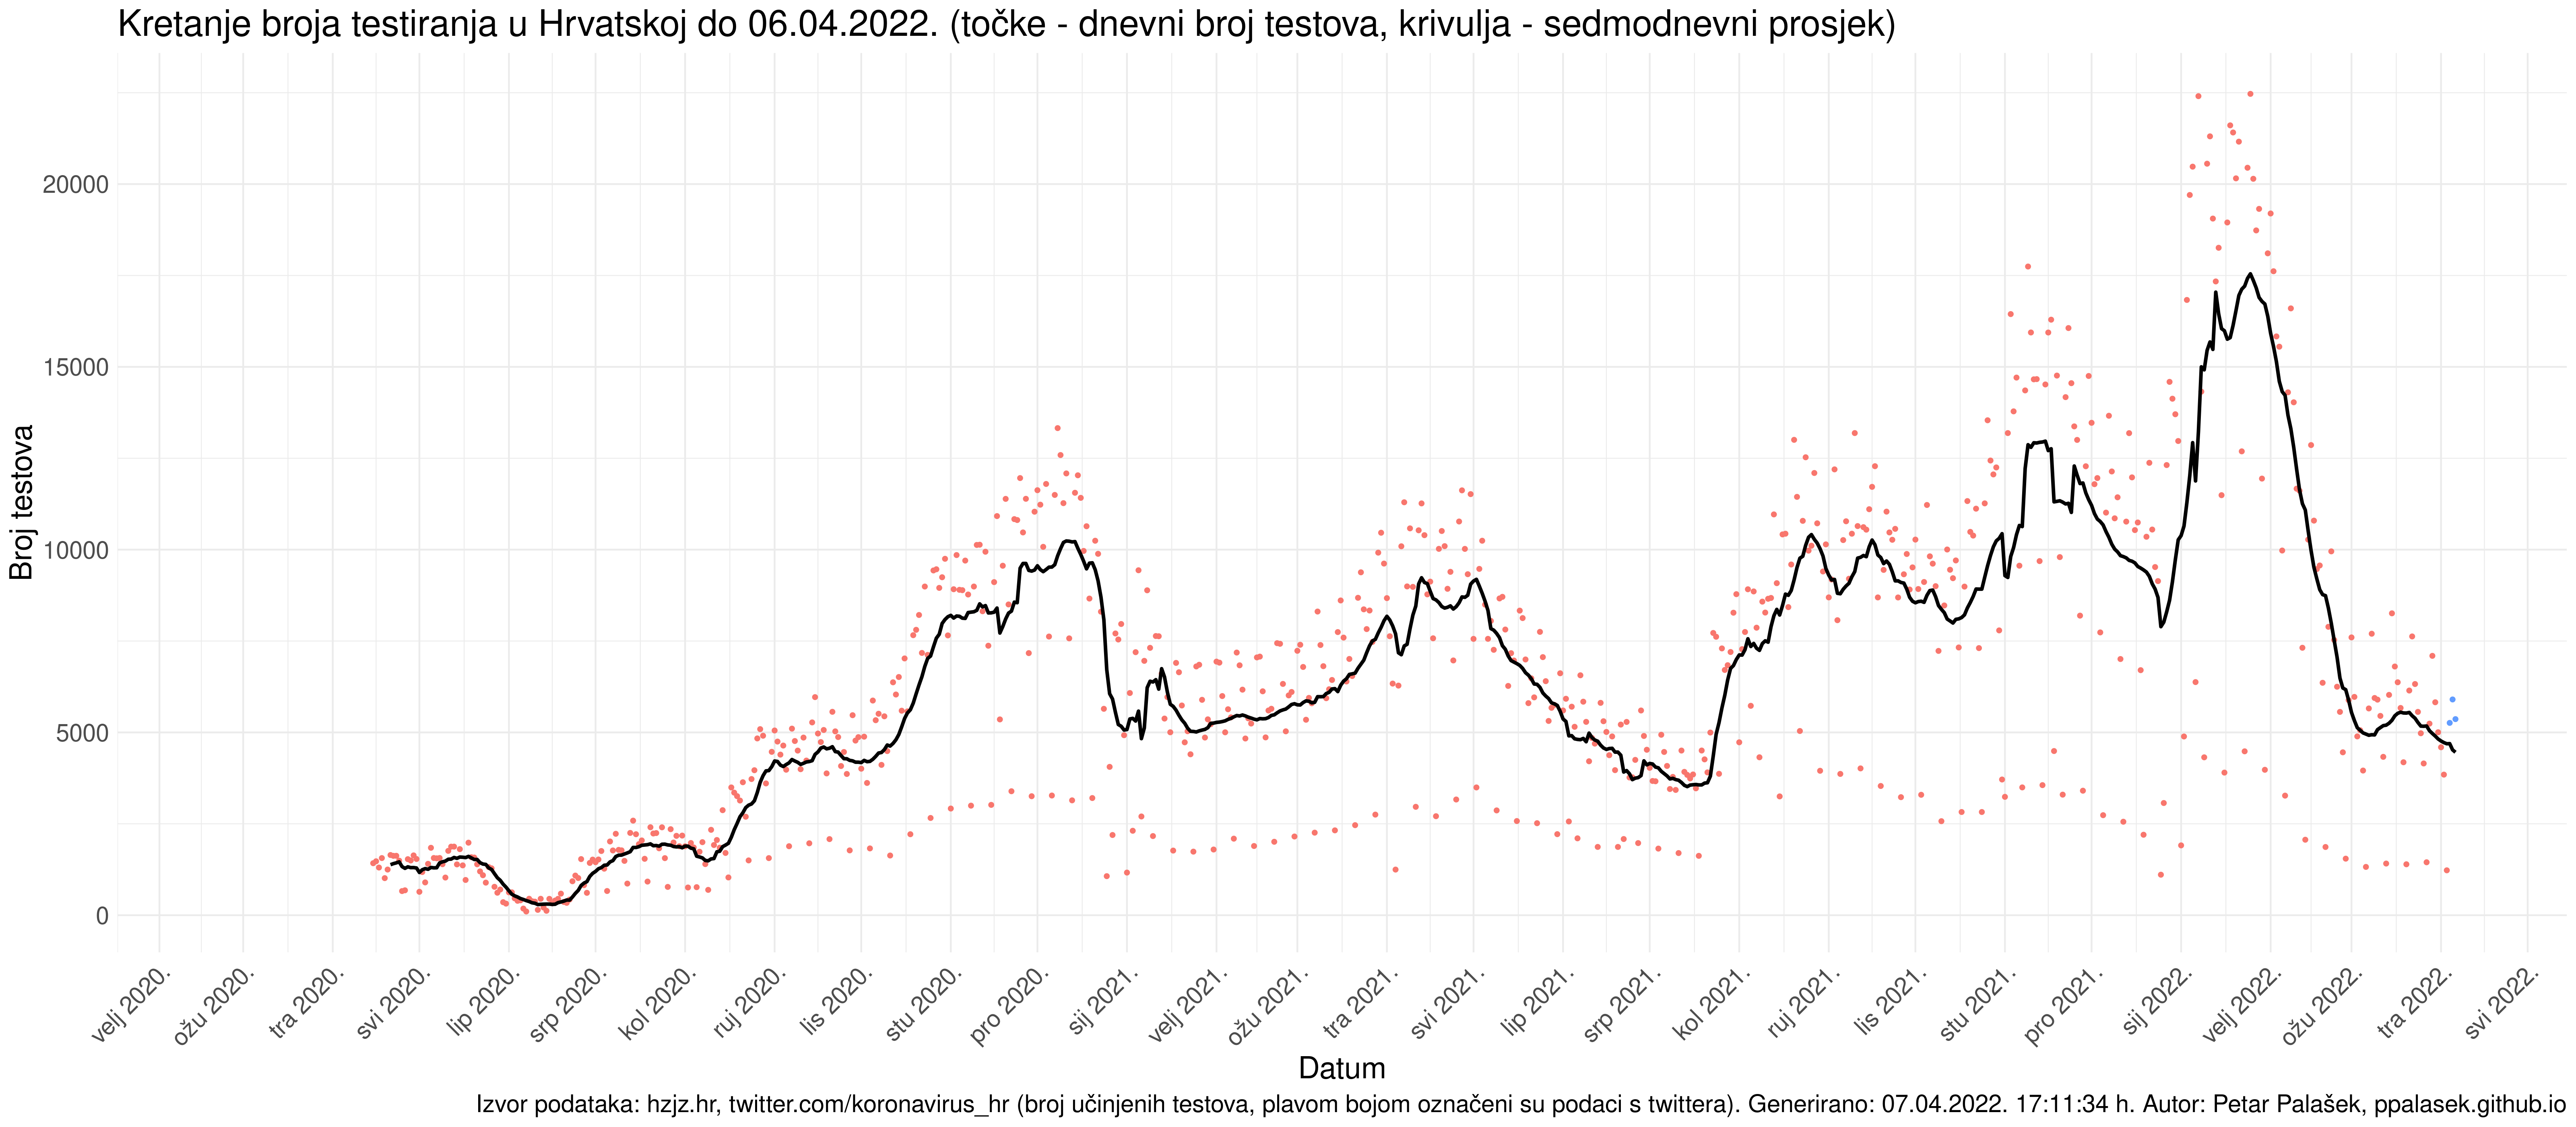 Kretanje broja testiranja u Hrvatskoj do 06.04.2022. (točke - dnevni broj testova, krivulja - sedmodnevni prosjek)
Broj testova
20000
15000
10000
5000
0
velj 2020.
ožu 2020.
tra 2020.
svi 2020.
lip 2020.
srp 2020.
kol 2020.
ruj 2020.
lis 2020.
stu 2020.
pro 2020.
sij 2021.
velj 2021.
ožu 2021.
tra 2021.
svi 2021.
lip 2021.
srp 2021.
kol 2021.
ruj 2021.
lis 2021.
stu 2021.
pro 2021.
sij 2022.
velj 2022.
ožu 2022.
tra 2022.
svi 2022.
Datum
Izvor podataka: hzjz.hr, twitter.com/koronavirus_hr (broj učinjenih testova, plavom bojom označeni su podaci s twittera). Generirano: 07.04.2022. 17:11:34 h. Autor: Petar Palašek, ppalasek.github.io